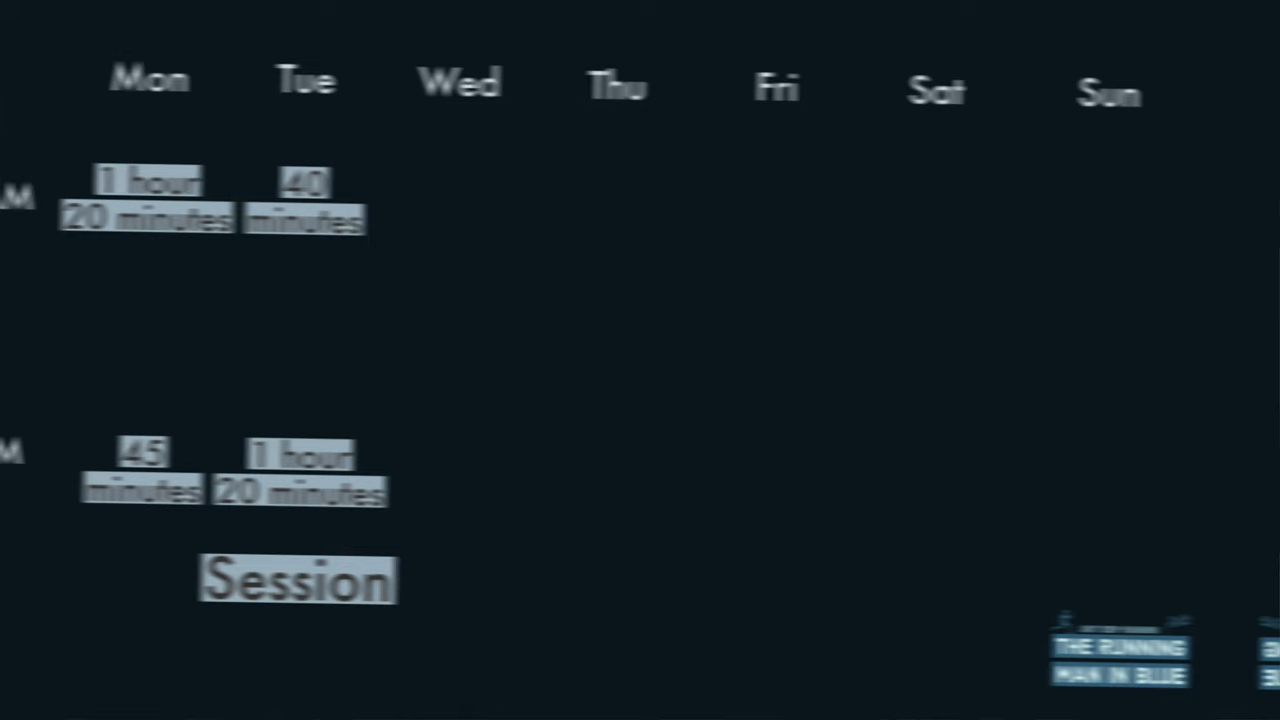 Mon Tue Wed Thu Fri Sat Sun
1 hour 40
20 minutes minutes
45 1 hour
minutes 20 minutes
Session
THE RUNNING
MAN IN BLUE